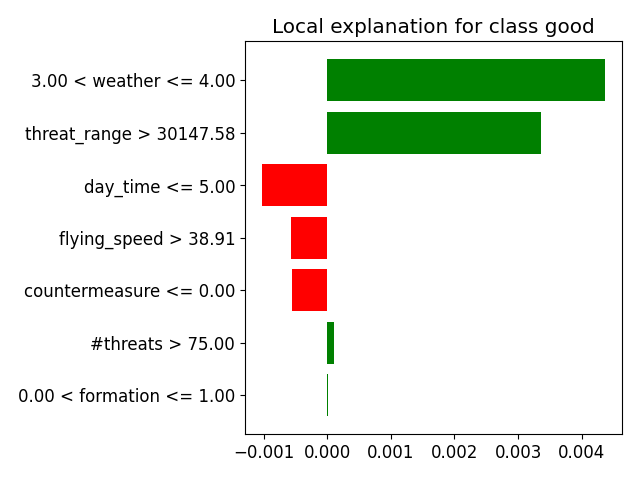 Local explanation for class good
3.00 < weather <= 4.00
threat_range > 30147.58
day_time <= 5.00
flying_speed > 38.91
countermeasure <= 0.00
#threats > 75.00
0.00 < formation <= 1.00
−0.001 0.000 0.001 0.002 0.003 0.004